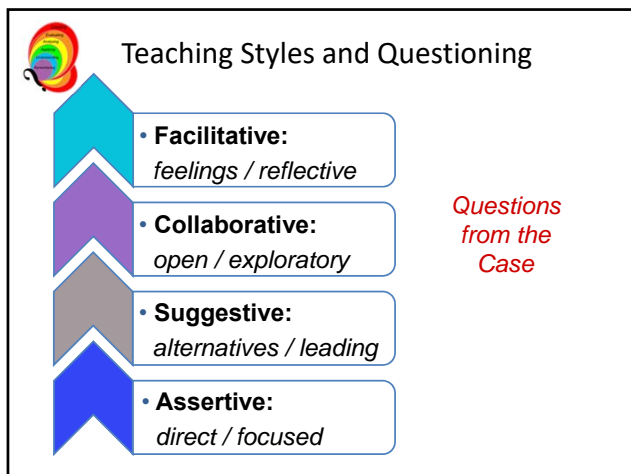 Teaching Styles and Questioning
• Facilitative:
feelings / reflective
• Collaborative:
open / exploratory
• Suggestive:
alternatives / leading
• Assertive:
direct / focused
Questions
from the
Case